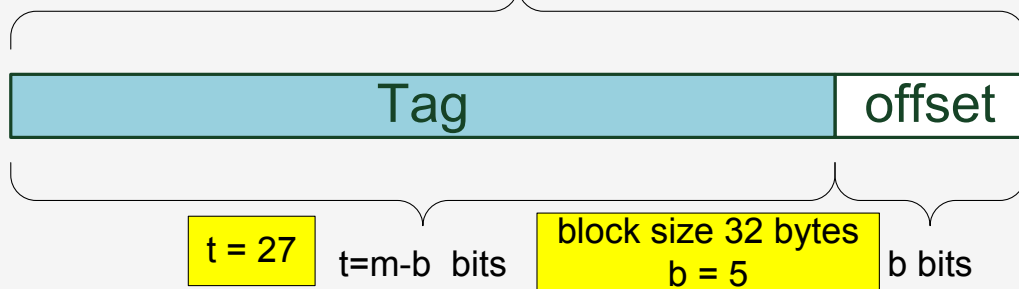 Tag
offset
t = 27
t=m-b bits
block size 32 bytes
b = 5
b bits